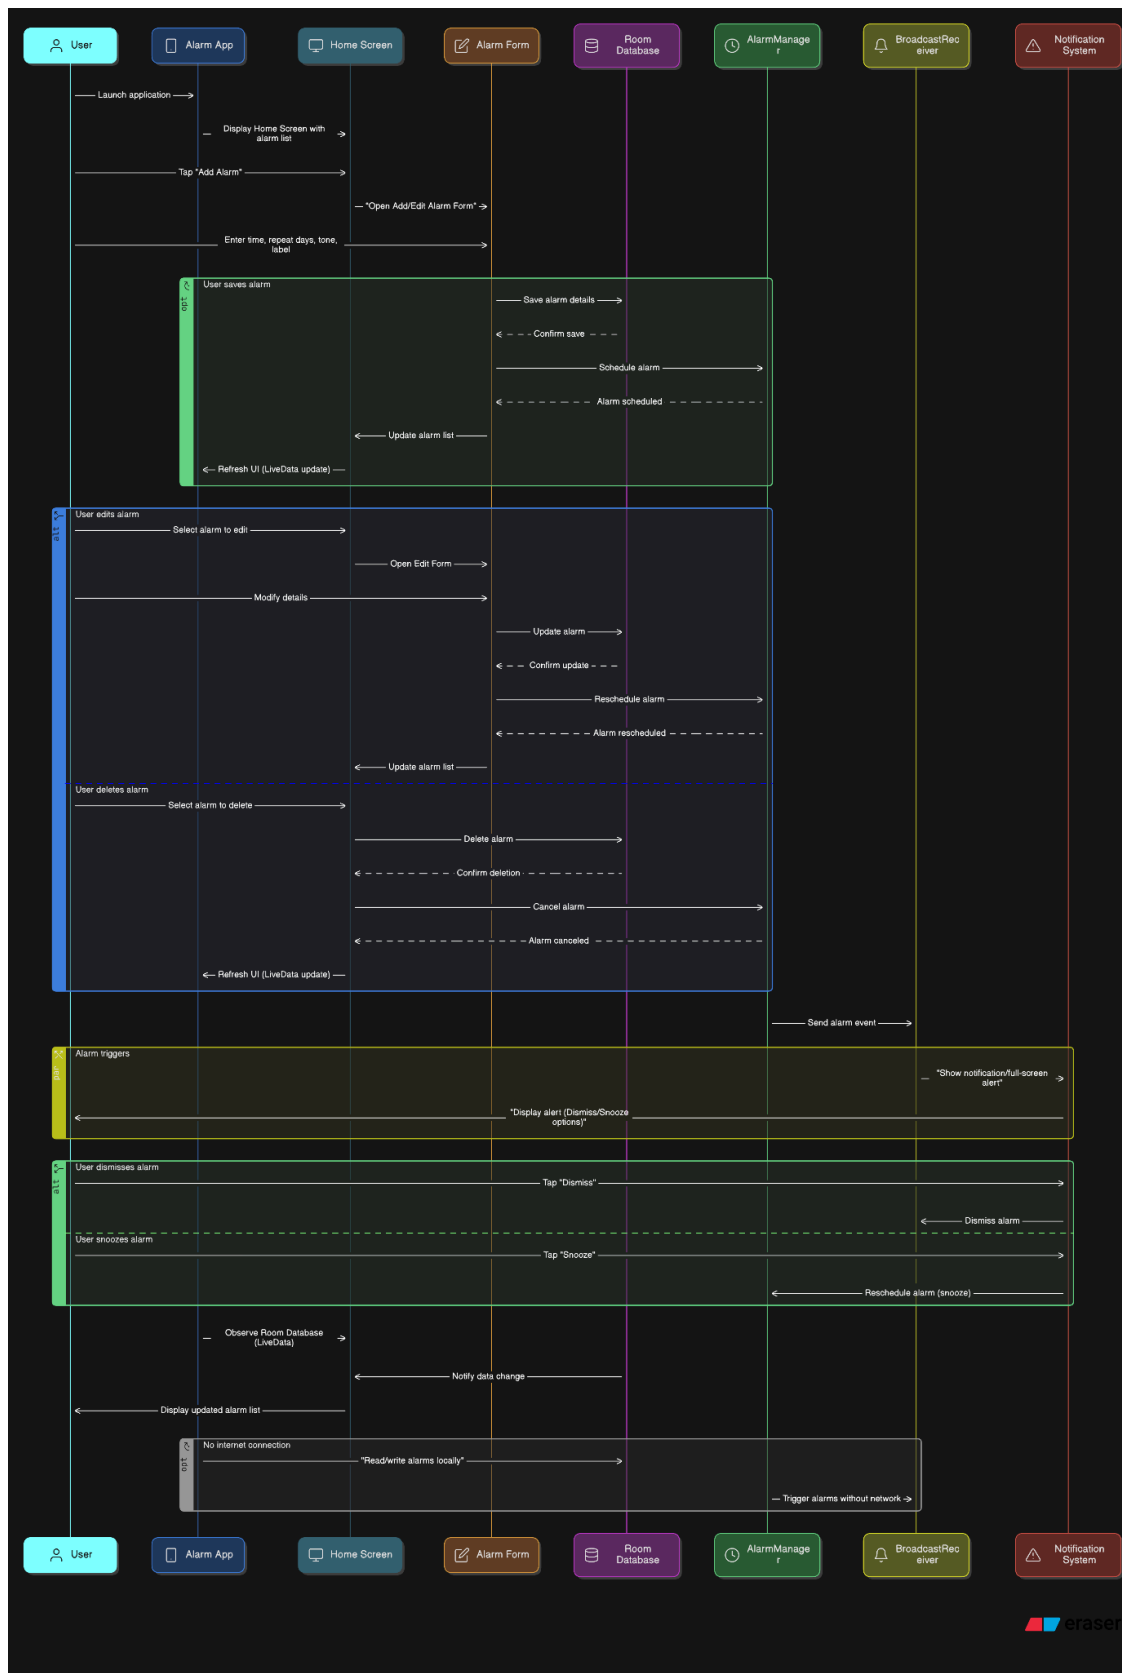 User
Alarm App
Home Screen
Alarm Form
Room
Database
AlarmManage
r
BroadcastRec
eiver
Notification
System
Launch application
Display Home Screen with
alarm list
Tap "Add Alarm"
"Open Add/Edit Alarm Form"
Enter time, repeat days, tone,
label
opt
User saves alarm
Save alarm details
Confirm save
Schedule alarm
Alarm scheduled
Update alarm list
Refresh UI (LiveData update)
alt
User edits alarm
Select alarm to edit
Open Edit Form
Modify details
Update alarm
Confirm update
Reschedule alarm
Alarm rescheduled
Update alarm list
User deletes alarm
Select alarm to delete
Delete alarm
Confirm deletion
Cancel alarm
Alarm canceled
Refresh UI (LiveData update)
Send alarm event
par
Alarm triggers
"Show notification/full-screen
alert"
"Display alert (Dismiss/Snooze
options)"
alt
User dismisses alarm
Tap "Dismiss"
Dismiss alarm
User snoozes alarm
Tap "Snooze"
Reschedule alarm (snooze)
Observe Room Database
(LiveData)
Notify data change
Display updated alarm list
opt
No internet connection
"Read/write alarms locally"
Trigger alarms without network
User
Alarm App
Home Screen
Alarm Form
Room
Database
AlarmManage
r
BroadcastRec
eiver
Notification
System
eraser